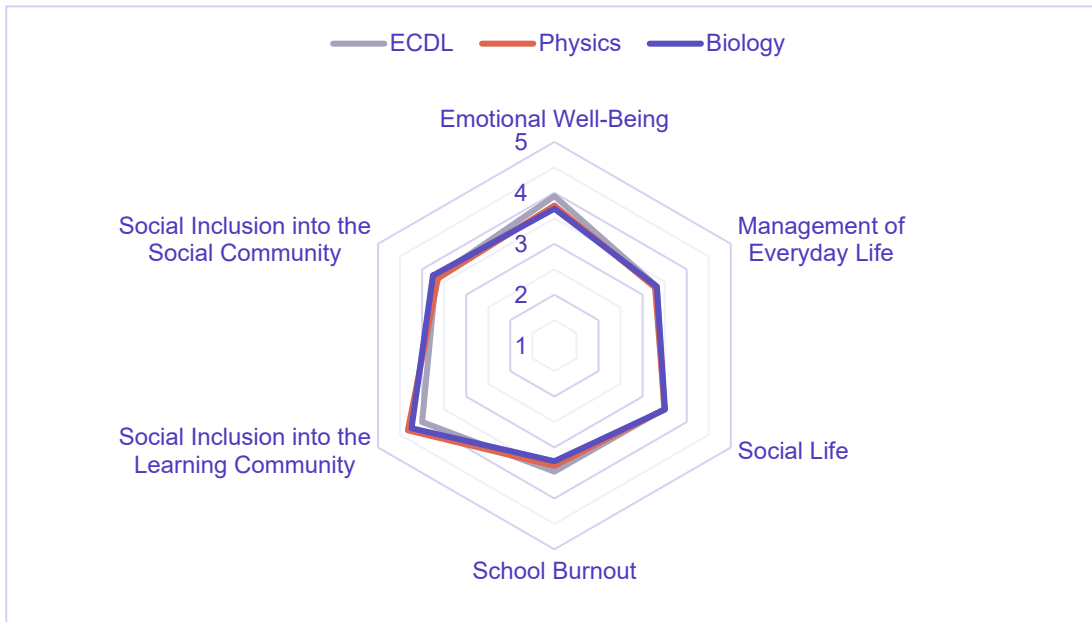 ECDL Physics Biology
Emotional Well-Being
5
4
3
2
1
Management of
Everyday Life
Social Life
School Burnout
Social Inclusion into the
Learning Community
Social Inclusion into the
Social Community